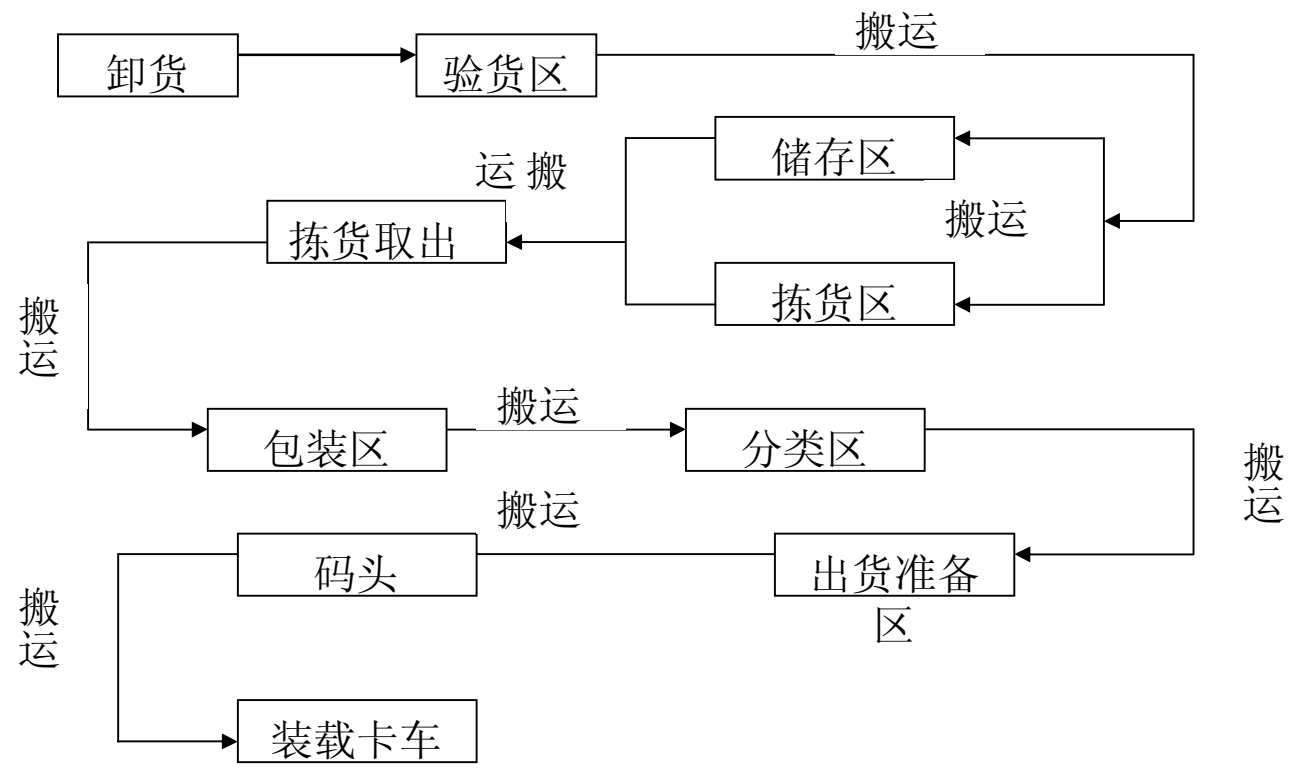 搬运
卸货
验货区
储存区
运 搬
搬运
拣货取出
拣货区
搬
运
搬运
包装区
分类区
搬
运
搬运
码头
出货准备
区
搬
运
装载卡车